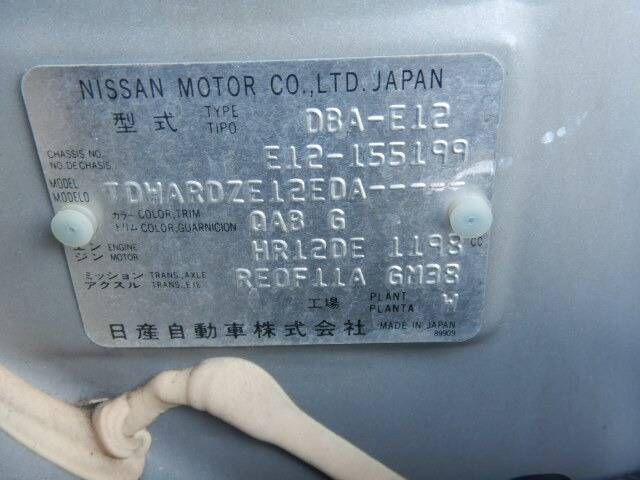 NISSAN MOTOR CO.,LTD. JAPAN
型式 TYPE TIPO DBA-E12
CHASSIS NO. NO.DE CHASIS E12-155199
MODEL MODELO TDWARDZE12EDA-----
カラー COLOR,TRIM トリム COLOR,GUARNICION QAB G
エンジン ENGINE MOTOR HR12DE 1198 CC
ミッション TRANS.,AXLE アクスル TRANS.,EJE RE0F11A GM38
工場 PLANT PLANTA W
日産自動車株式会社 MADE IN JAPAN
89909